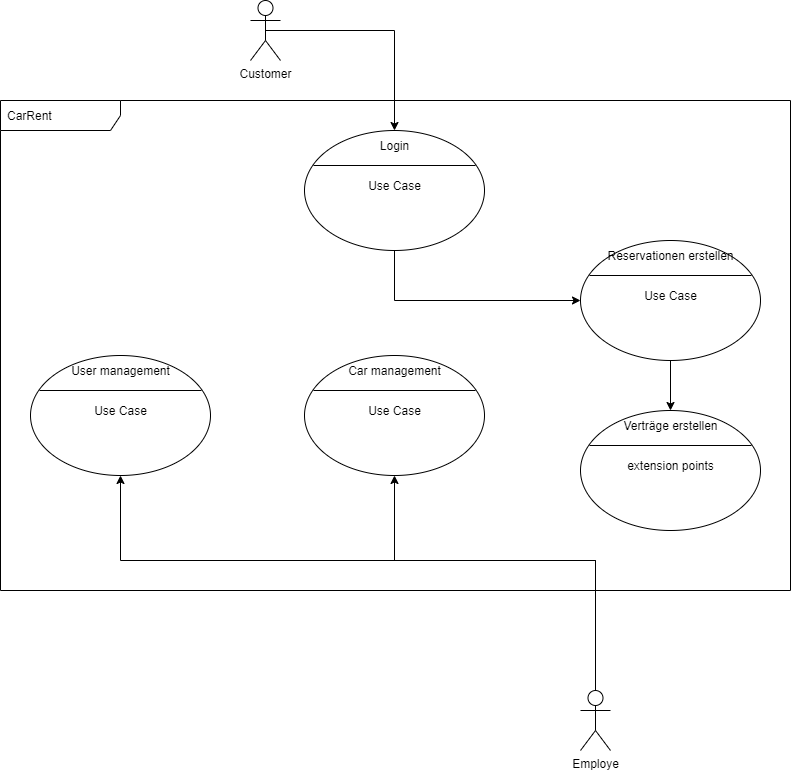 Customer
CarRent
Login
Use Case
Reservationen erstellen
Use Case
User management
Use Case
Car management
Use Case
Verträge erstellen
extension points
Employe